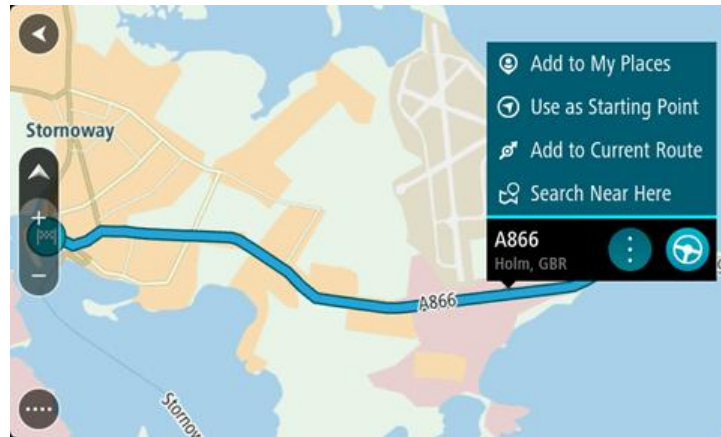 Stornoway
Add to My Places
Use as Starting Point
Add to Current Route
Search Near Here
A866
Holm, GBR
A866
Stornow